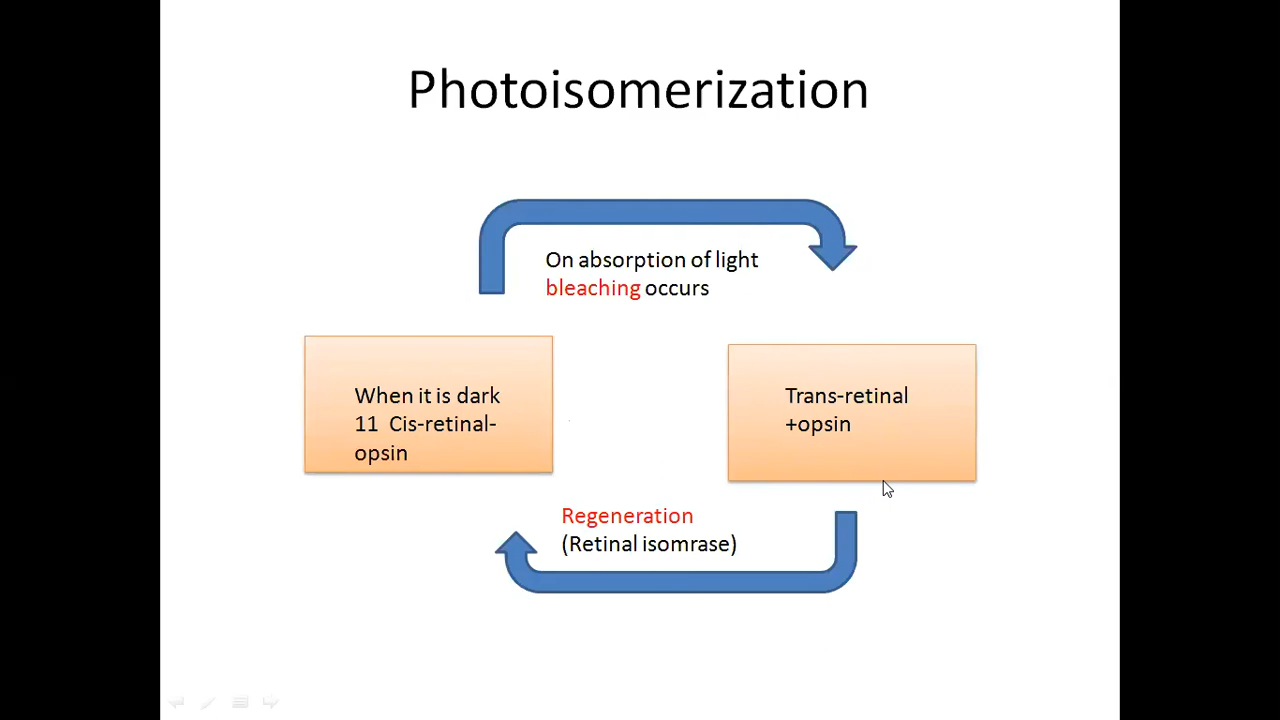 Photoisomerization
On absorption of light
bleaching occurs
When it is dark
11 Cis-retinal-
opsin
Trans-retinal
+opsin
Regeneration
(Retinal isomrase)